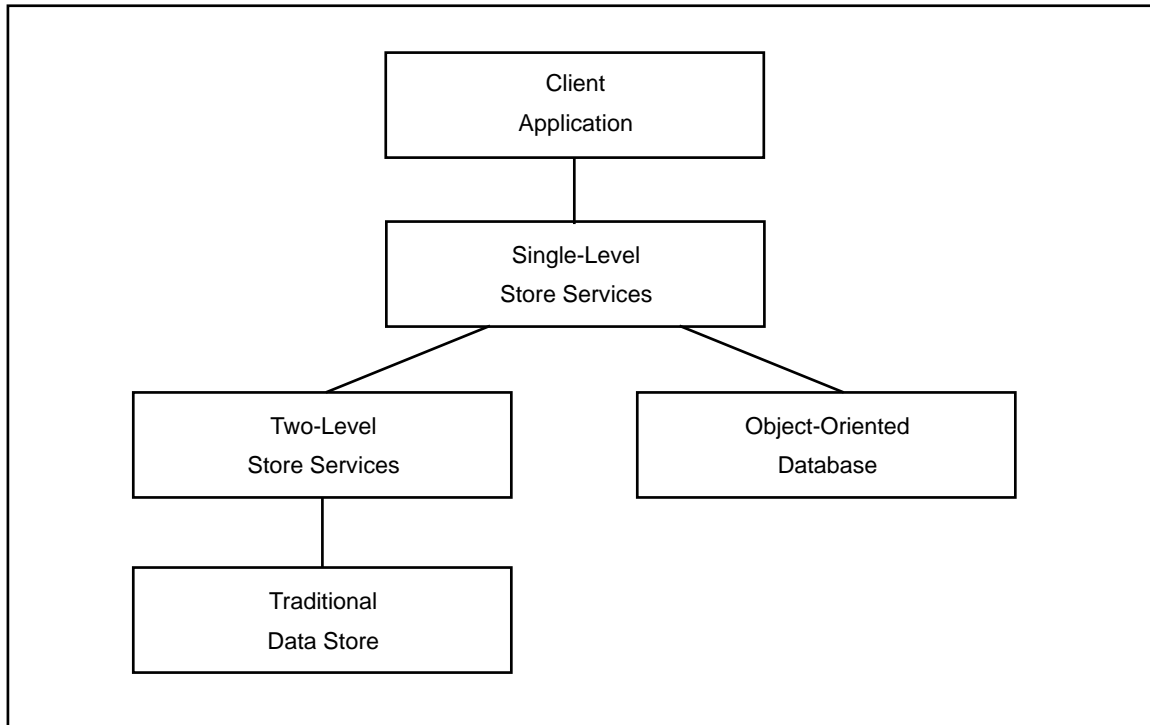 Client
Application
Single-Level
Store Services
Two-Level
Store Services
Object-Oriented
Database
Traditional
Data Store